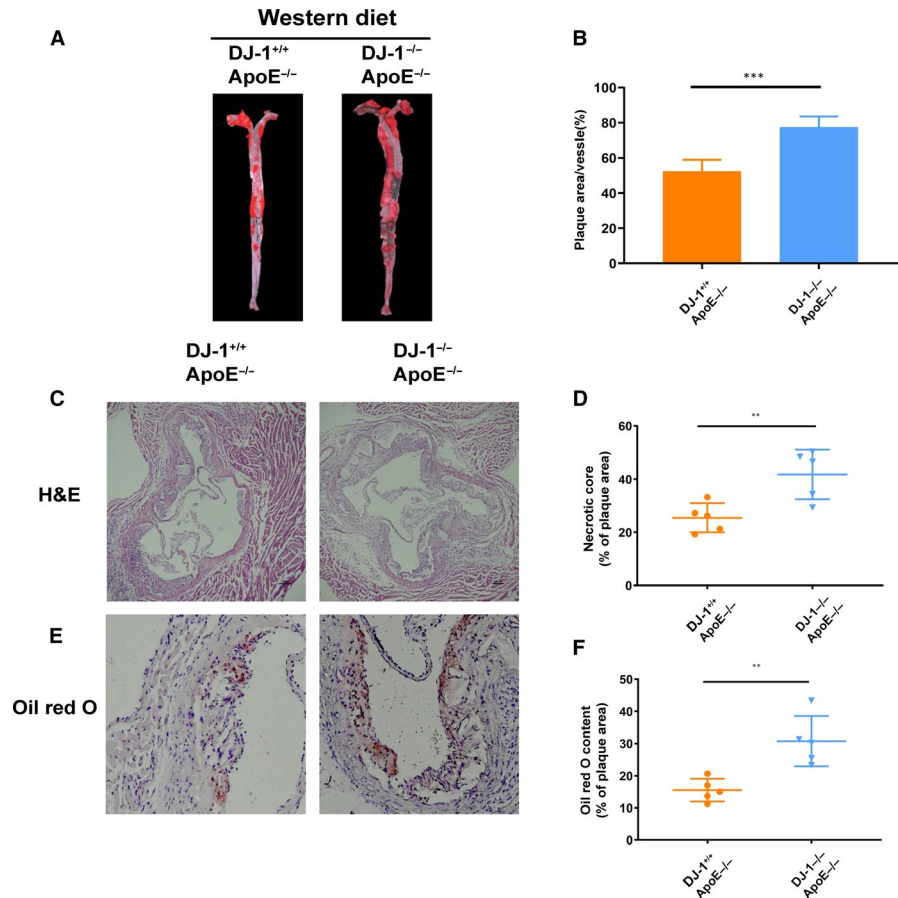 Western diet
A
DJ-1+/+
ApoE–/–
DJ-1–/–
ApoE–/–
B
***
Plaque area/vessle(%)
100
80
60
40
20
0
DJ-1+/+
ApoE–/–
DJ-1–/–
ApoE–/–
DJ-1+/+
ApoE–/–
DJ-1–/–
ApoE–/–
C
H&E
D
**
Necrotic core
(% of plaque area)
60
40
20
0
DJ-1+/+
ApoE–/–
DJ-1–/–
ApoE–/–
E
Oil red O
F
**
Oil red O content
(% of plaque area)
50
40
30
20
10
0
DJ-1+/+
ApoE–/–
DJ-1–/–
ApoE–/–